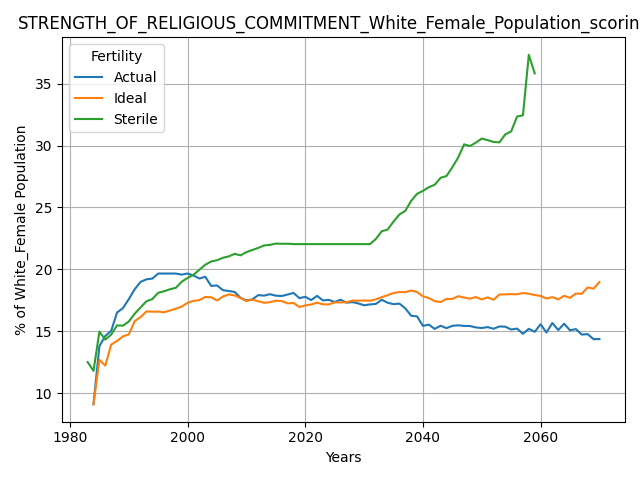 STRENGTH_OF_RELIGIOUS_COMMITMENT_White_Female_Population_scorin
Fertility
Actual
Ideal
Sterile
% of White_Female Population
35
30
25
20
15
10
1980 2000 2020 2040 2060
Years